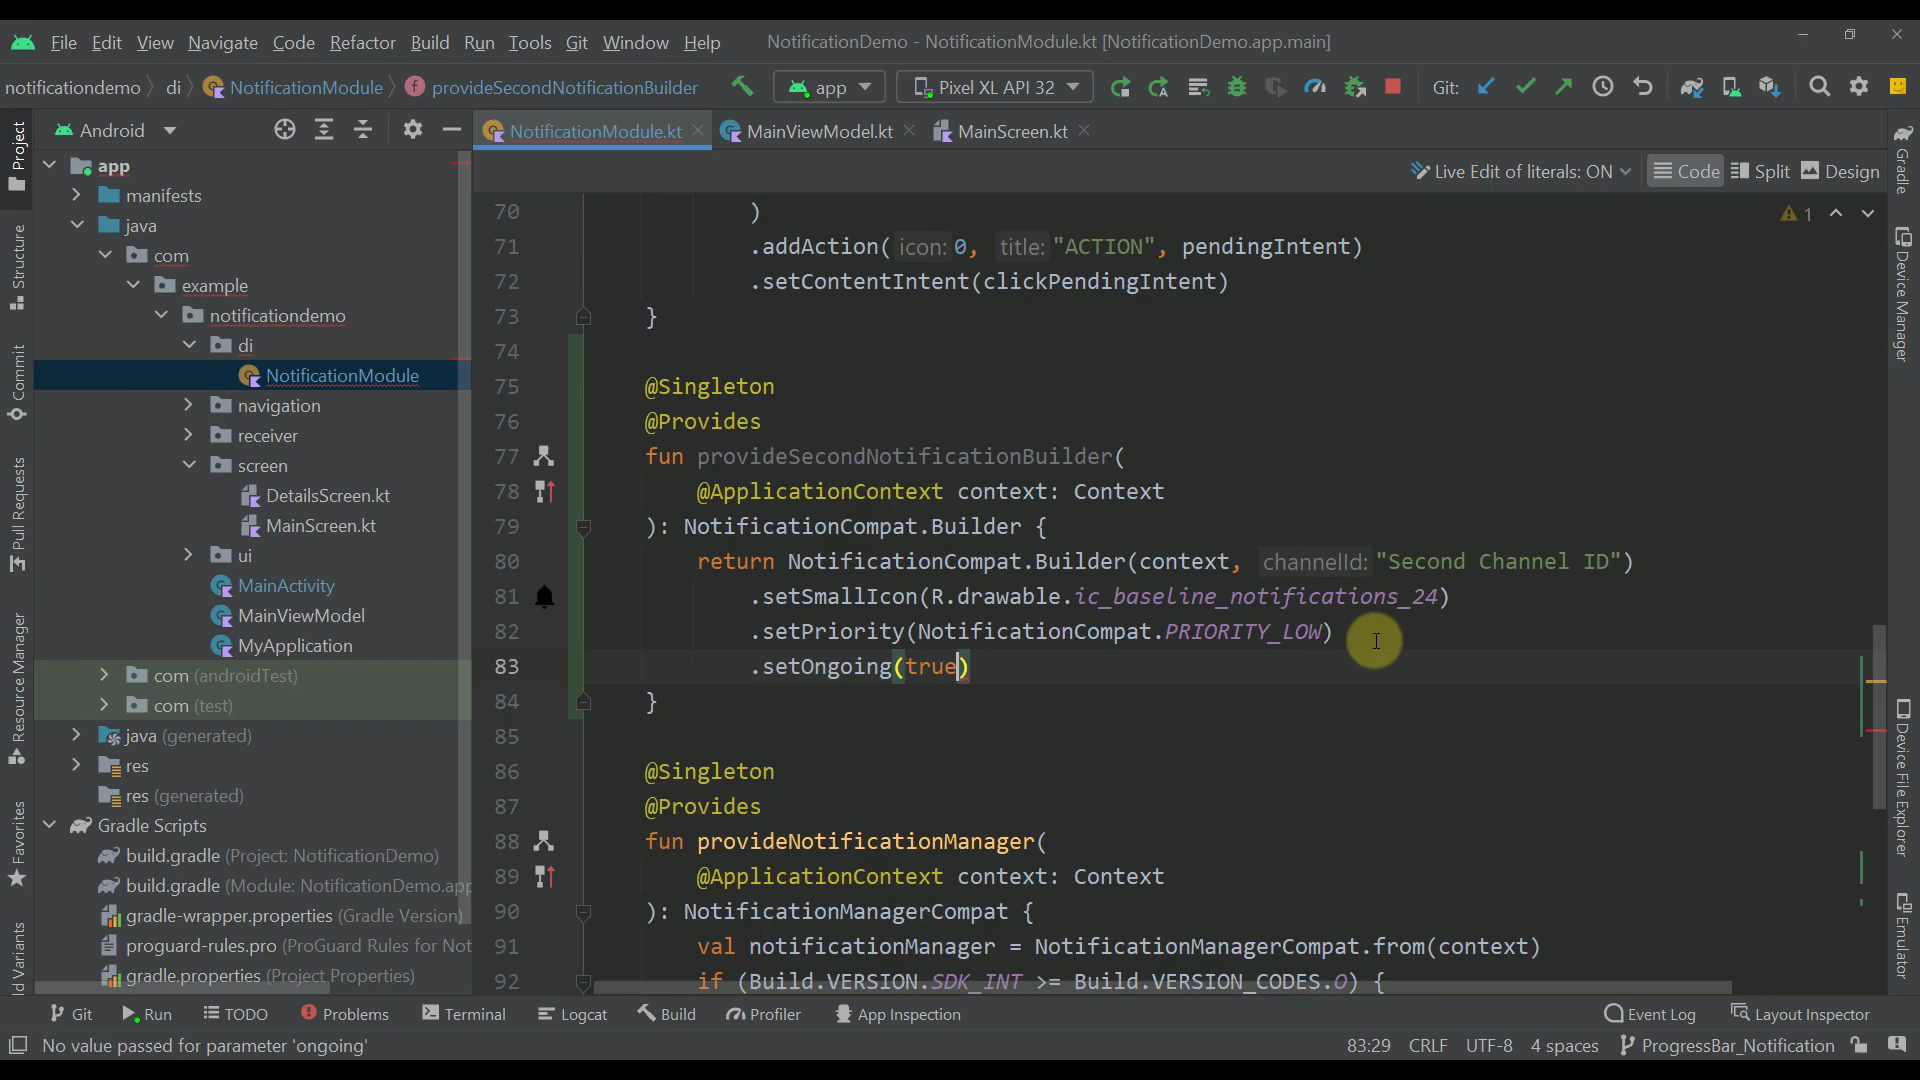 File Edit View Navigate Code Refactor Build Run Tools Git Window Help NotificationDemo - NotificationModule.kt [NotificationDemo.app.main]
notificationdemo di NotificationModule provideSecondNotificationBuilder app Pixel XL API 32 Git:
Project Android NotificationModule.kt MainViewModel.kt MainScreen.kt Gradle
Live Edit of literals: ON Code Split Design
app
manifests
java
com
example
notificationdemo
di
NotificationModule
navigation
receiver
screen
DetailsScreen.kt
MainScreen.kt
ui
MainActivity
MainViewModel
MyApplication
com (androidTest)
com (test)
java (generated)
res
res (generated)
Gradle Scripts
build.gradle (Project: NotificationDemo)
build.gradle (Module: NotificationDemo.app
gradle-wrapper.properties (Gradle Version)
proguard-rules.pro (ProGuard Rules for Not
gradle.properties (Project Properties)
Structure
Commit
Pull Requests
Resource Manager
Favorites
ld Variants
1
70 )
71 .addAction( icon: 0, title: "ACTION", pendingIntent)
72 .setContentIntent(clickPendingIntent)
73 }
74
75 @Singleton
76 @Provides
77 fun provideSecondNotificationBuilder(
78 @ApplicationContext context: Context
79 ): NotificationCompat.Builder {
80 return NotificationCompat.Builder(context, channelId: "Second Channel ID")
81 .setSmallIcon(R.drawable.ic_baseline_notifications_24)
82 .setPriority(NotificationCompat.PRIORITY_LOW)
83 .setOngoing(true)
84 }
85
86 @Singleton
87 @Provides
88 fun provideNotificationManager(
89 @ApplicationContext context: Context
90 ): NotificationManagerCompat {
91 val notificationManager = NotificationManagerCompat.from(context)
92 if (Build.VERSION.SDK_INT >= Build.VERSION_CODES.O) {
Device Manager
Device File Explorer
Emulator
Git Run TODO Problems Terminal Logcat Build Profiler App Inspection Event Log Layout Inspector
No value passed for parameter 'ongoing' 83:29 CRLF UTF-8 4 spaces ProgressBar_Notification